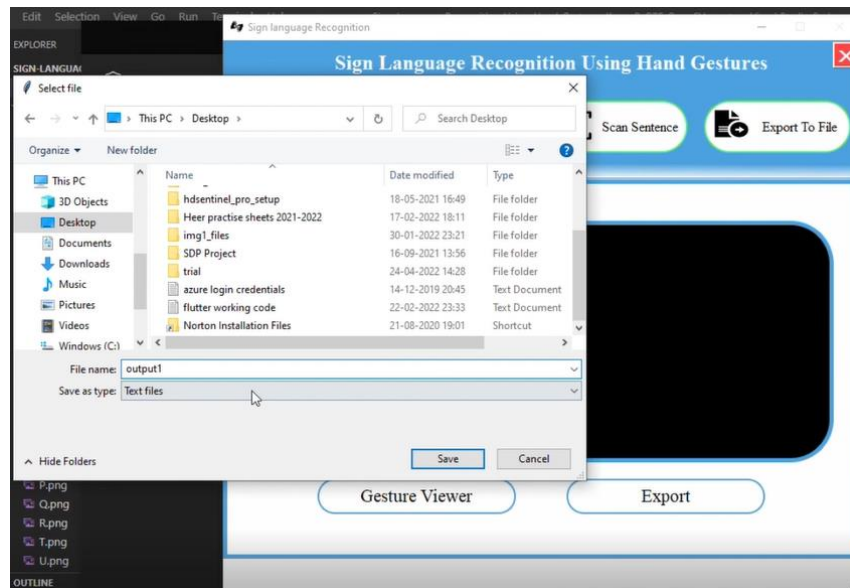 Edit Selection View Go Run
Sign language Recognition
EXPLORER
SIGN-LANGUA
Sign Language Recognition Using Hand Gestures
Select file
This PC > Desktop >
Search Desktop
Scan Sentence
Export To File
Organize
New folder
This PC
3D Objects
Desktop
Documents
Downloads
Music
Pictures
Videos
Windows (C:)
Name Date modified Type
hdsentinel_pro_setup 18-05-2021 16:49 File folder
Heer practise sheets 2021-2022 17-02-2022 18:11 File folder
img1_files 30-01-2022 23:21 File folder
SDP Project 16-09-2021 13:56 File folder
trial 24-04-2022 14:28 File folder
azure login credentials 14-12-2019 20:45 Text Document
flutter working code 22-02-2022 23:33 Text Document
Norton Installation Files 21-08-2020 19:01 Shortcut
File name: output1
Save as type: Text files
Hide Folders
Save
Cancel
Gesture Viewer
Export
P.png
Q.png
R.png
T.png
U.png
OUTLINE